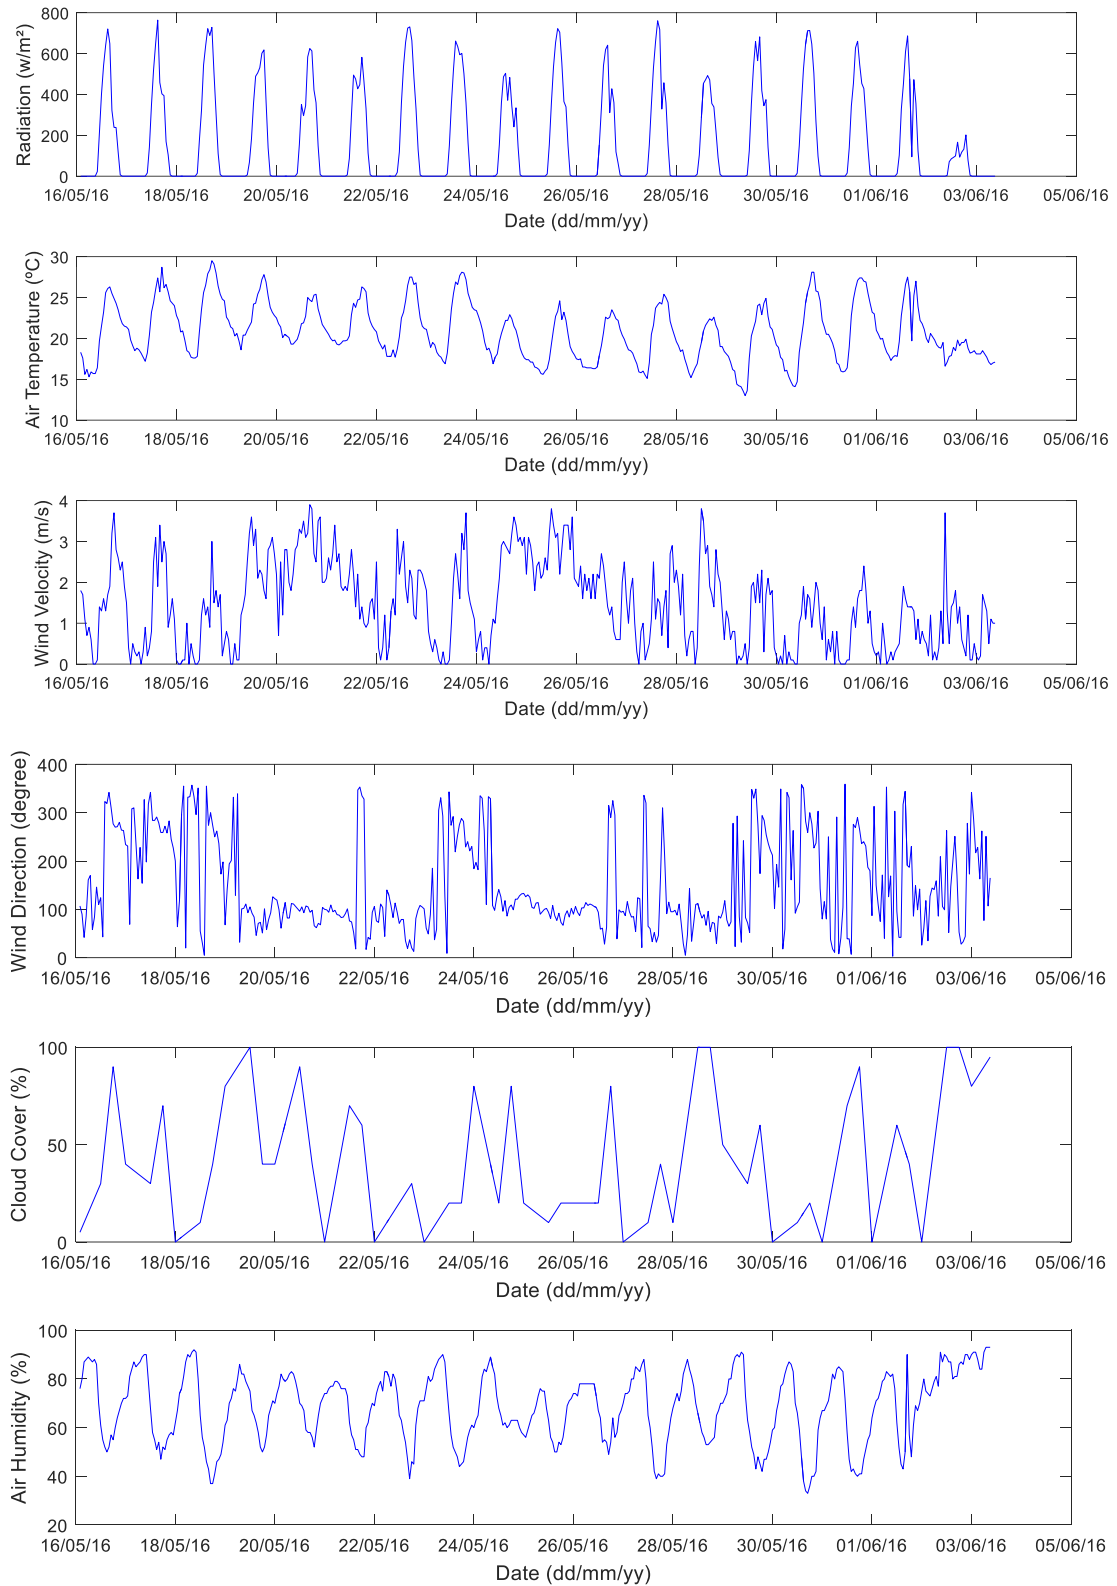 Radiation (w/m²)
800
600
400
200
0
16/05/16 18/05/16 20/05/16 22/05/16 24/05/16 26/05/16 28/05/16 30/05/16 01/06/16 03/06/16 05/06/16
Date (dd/mm/yy)
Air Temperature (ºC)
30
25
20
15
10
16/05/16 18/05/16 20/05/16 22/05/16 24/05/16 26/05/16 28/05/16 30/05/16 01/06/16 03/06/16 05/06/16
Date (dd/mm/yy)
Wind Velocity (m/s)
4
3
2
1
0
16/05/16 18/05/16 20/05/16 22/05/16 24/05/16 26/05/16 28/05/16 30/05/16 01/06/16 03/06/16 05/06/16
Date (dd/mm/yy)
Wind Direction (degree)
400
300
200
100
0
16/05/16 18/05/16 20/05/16 22/05/16 24/05/16 26/05/16 28/05/16 30/05/16 01/06/16 03/06/16 05/06/16
Date (dd/mm/yy)
Cloud Cover (%)
100
50
0
16/05/16 18/05/16 20/05/16 22/05/16 24/05/16 26/05/16 28/05/16 30/05/16 01/06/16 03/06/16 05/06/16
Date (dd/mm/yy)
Air Humidity (%)
100
80
60
40
20
16/05/16 18/05/16 20/05/16 22/05/16 24/05/16 26/05/16 28/05/16 30/05/16 01/06/16 03/06/16 05/06/16
Date (dd/mm/yy)